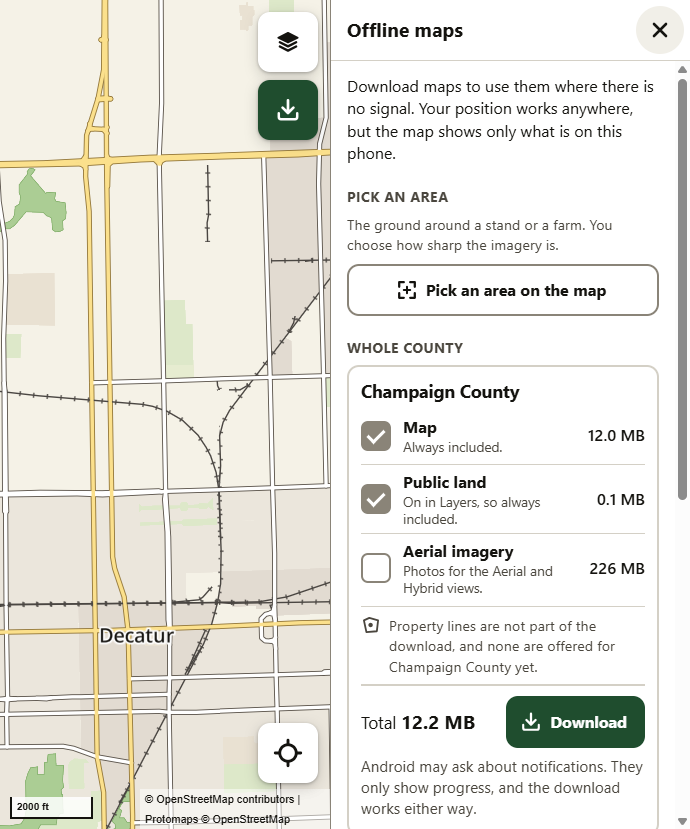 Offline maps
Download maps to use them where there is
no signal. Your position works anywhere,
but the map shows only what is on this
phone.
PICK AN AREA
The ground around a stand or a farm. You
choose how sharp the imagery is.
Pick an area on the map
WHOLE COUNTY
Champaign County
Map
Always included.
12.0 MB
Public land
On in Layers, so always
included.
0.1 MB
Aerial imagery
Photos for the Aerial and
Hybrid views.
226 MB
Property lines are not part of the
download, and none are offered for
Champaign County yet.
Total 12.2 MB
Download
Android may ask about notifications. They
only show progress, and the download
works either way.
Decatur
2000 ft
© OpenStreetMap contributors |
Protomaps © OpenStreetMap